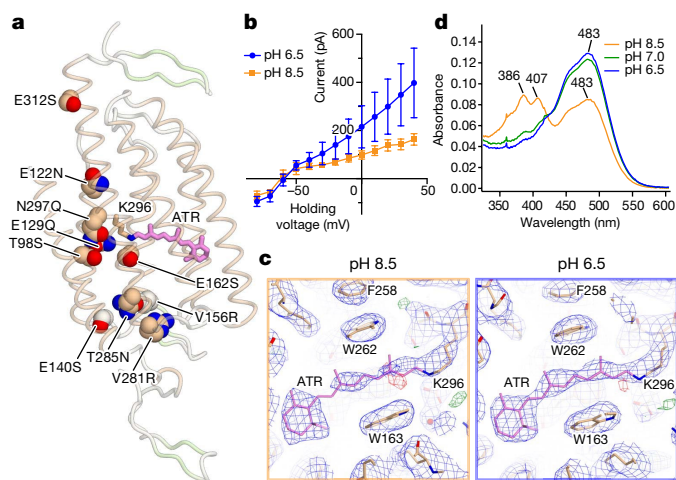 a
E312S
E122N
K296
N297Q
ATR
E129Q
T98S
E162S
V156R
E140S
T285N
V281R
b
pH 6.5
pH 8.5
Current (pA)
600
400
200
-50
0
50
Holding
voltage (mV)
d
pH 8.5
pH 7.0
pH 6.5
483
386
407
483
Absorbance
0.14
0.12
0.10
0.08
0.06
0.04
0.02
0.00
350 400 450 500 550 600
Wavelength (nm)
c
pH 8.5
pH 6.5
F258
W262
ATR
K296
W163
F258
W262
ATR
K296
W163